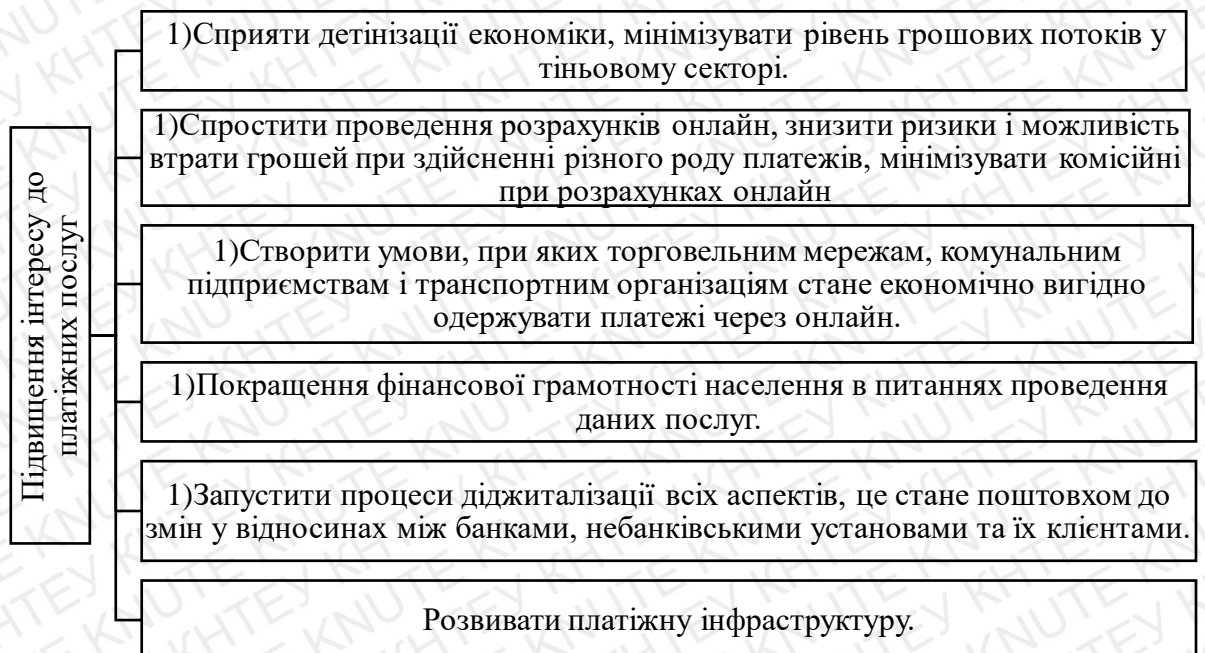 Підвищення інтересу до
платіжних послуг
1)Сприяти детінізації економіки, мінімізувати рівень грошових потоків у
тіньовому секторі.
1)Спростити проведення розрахунків онлайн, знизити ризики і можливість
втрати грошей при здійсненні різного роду платежів, мінімізувати комісійні
при розрахунках онлайн
1)Створити умови, при яких торговельним мережам, комунальним
підприємствам і транспортним організаціям стане економічно вигідно
одержувати платежі через онлайн.
1)Покращення фінансової грамотності населення в питаннях проведення
даних послуг.
1)Запустити процеси діджиталізації всіх аспектів, це стане поштовхом до
змін у відносинах між банками, небанківськими установами та їх клієнтами.
Розвивати платіжну інфраструктуру.